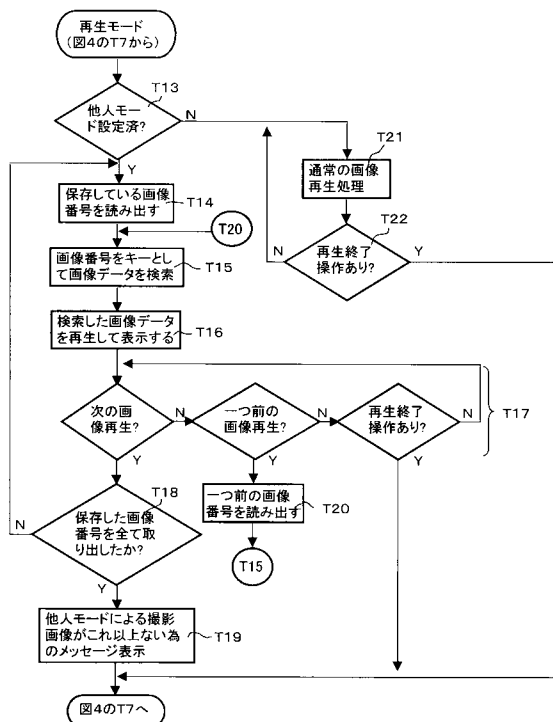 再生モード
(図4のT7から)
T13
他人モー
ド設定済?
N
Y
T21
通常の画像
再生処理
T22
再生終了
操作あり?
N
Y
保存している画像
番号を読み出す
T14
T20
画像番号をキーとし
て画像データを検索
T15
検索した画像データ
を再生して表示する
T16
次の画
像再生?
N
一つ前の
画像再生?
N
再生終了
操作あり?
N
T17
Y
Y
Y
T18
保存した画像
番号を全て取
り出したか?
N
Y
一つ前の画像
番号を読み出す
T20
T15
他人モードによる撮影
画像がこれ以上ない為
のメッセージ表示
T19
図4のT7へ